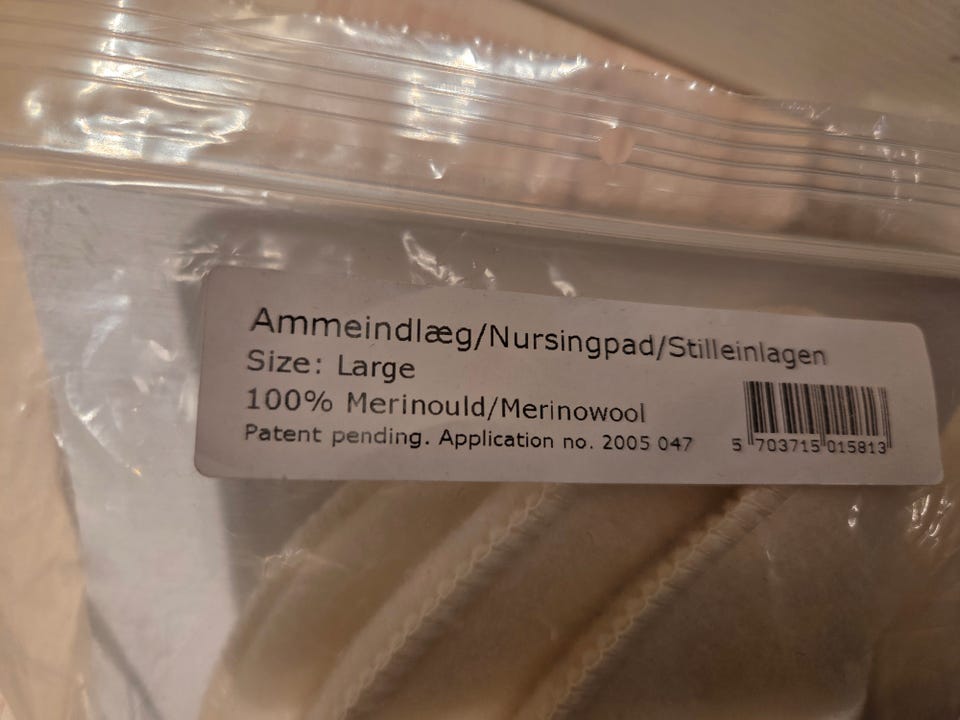 Ammeindlæg/Nursingpad/Stilleinlagen
Size: Large
100% Merinould/Merinowool
Patent pending. Application no. 2005 047
5 703715 015813